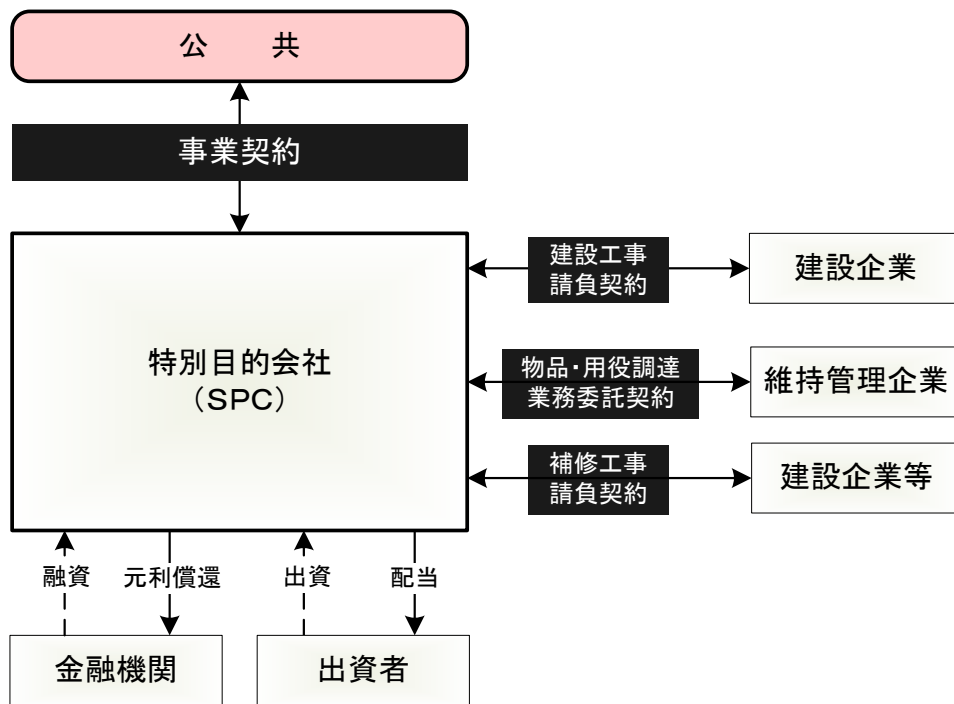 公　　共
事業契約
特別目的会社
（SPC）
建設工事
請負契約
建設企業
物品・用役調達
業務委託契約
維持管理企業
補修工事
請負契約
建設企業等
融資
元利償還
出資
配当
金融機関
出資者